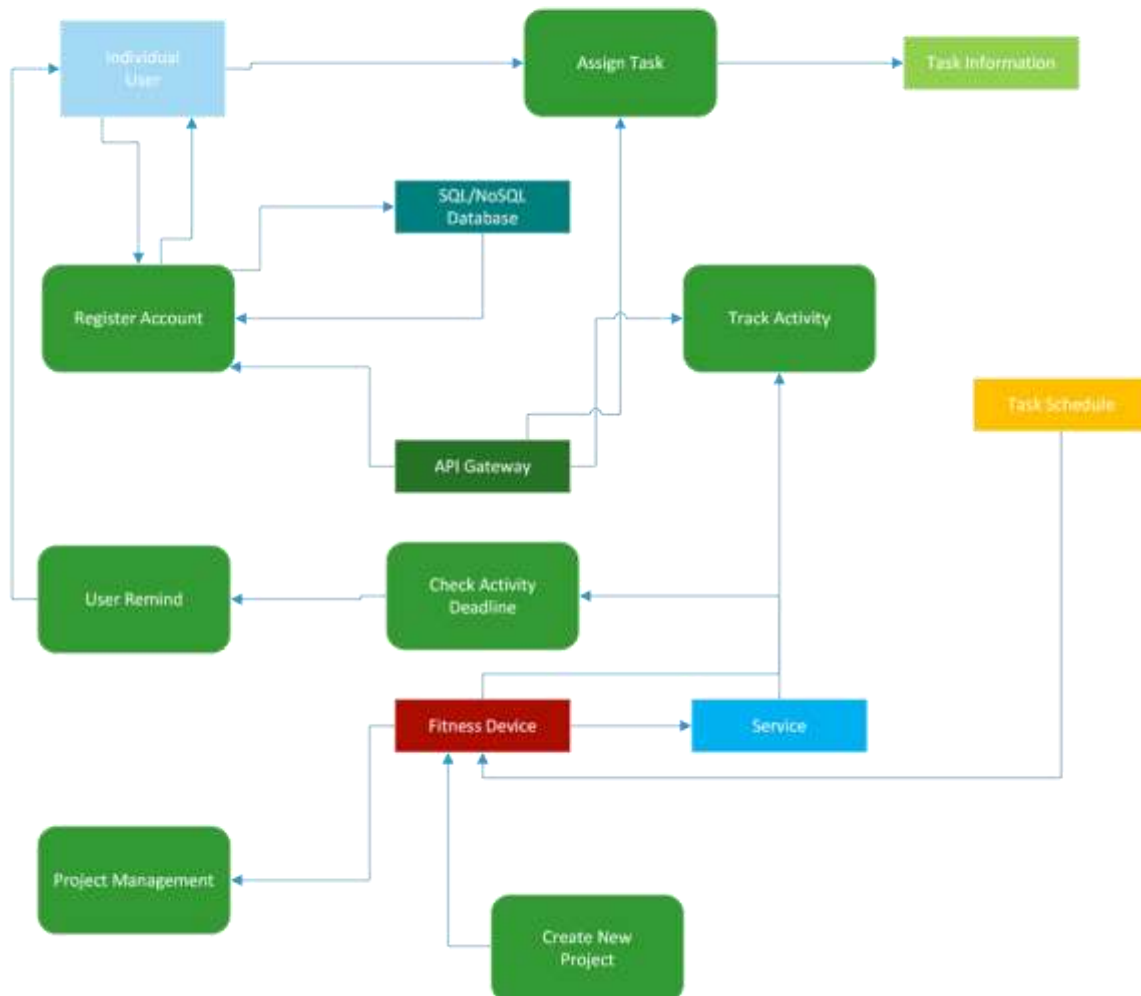 Individual
User
Assign Task
Task Information
SQL/NoSQL
Database
Register Account
Track Activity
Task Schedule
API Gateway
User Remind
Check Activity
Deadline
Fitness Device
Service
Project Management
Create New
Project